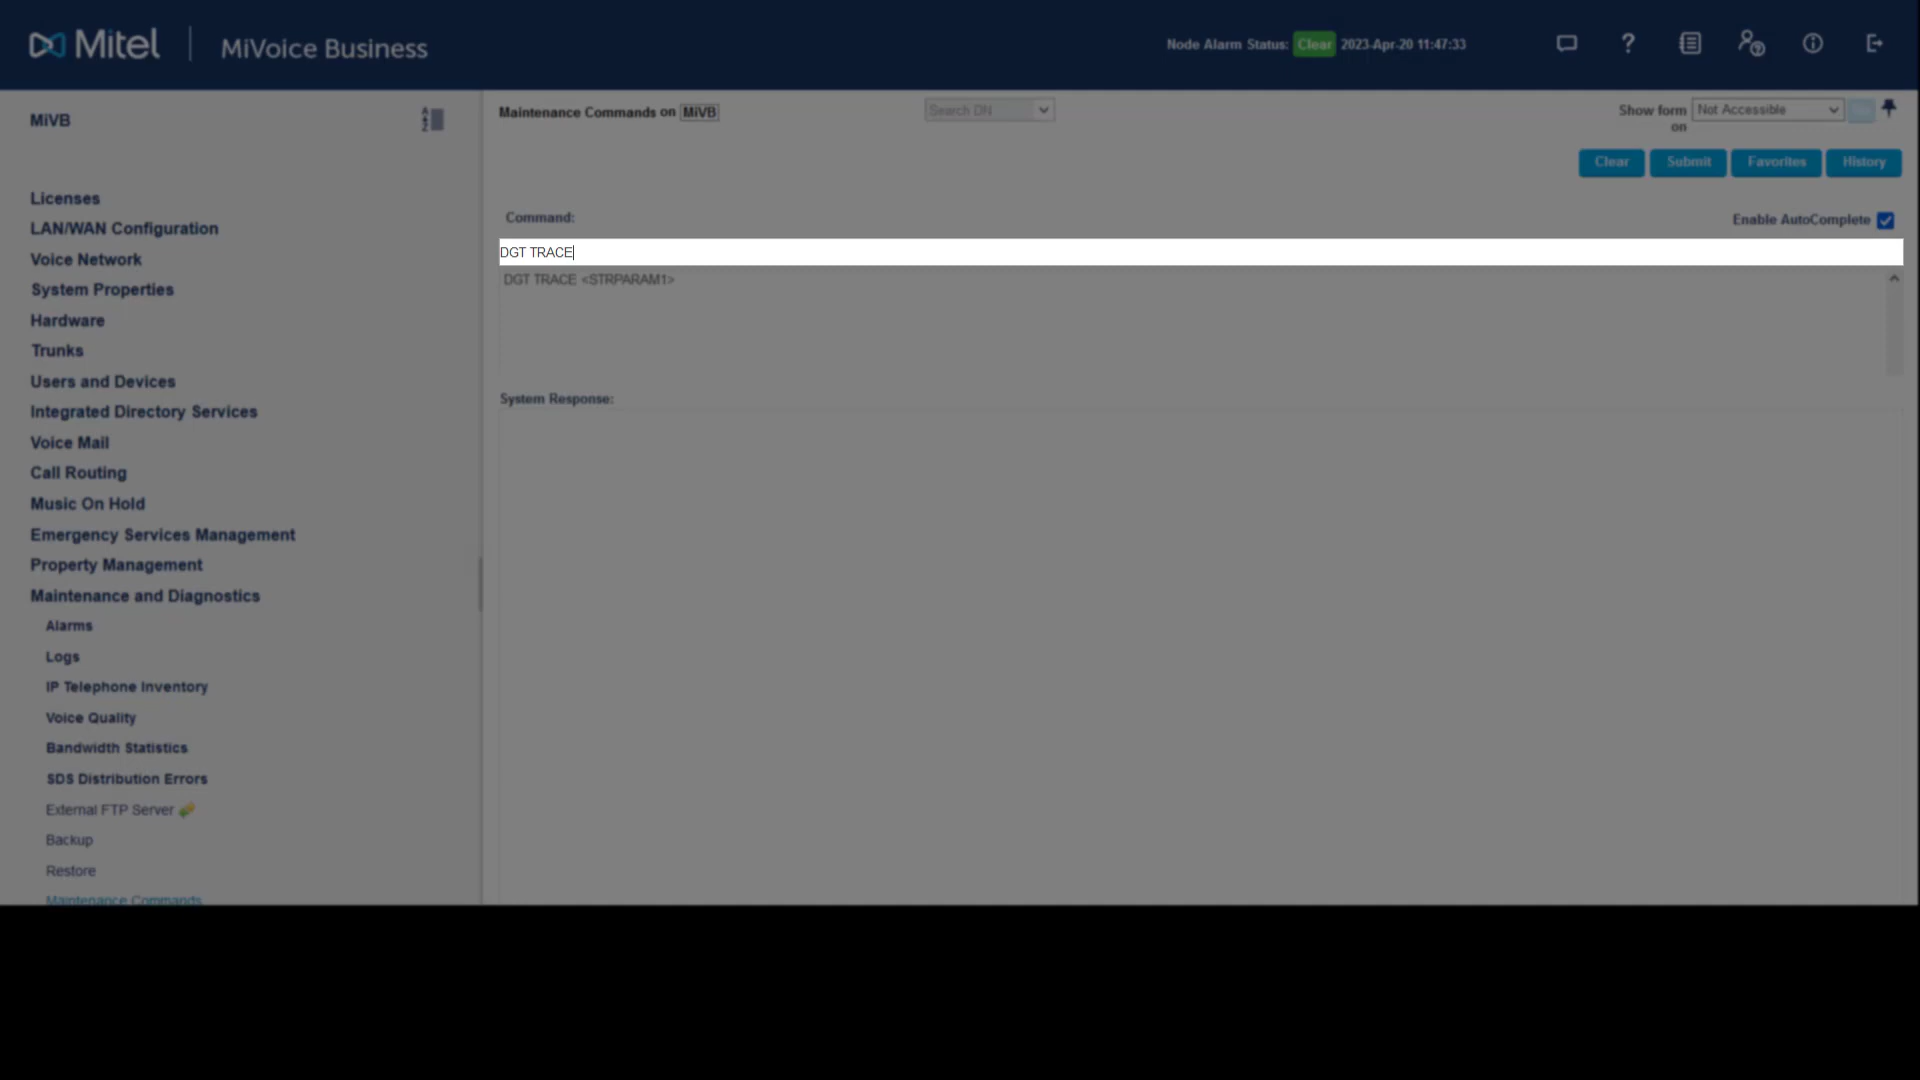 Mitel
MiVoice Business
Node Alarm Status: Clear 2023-Apr-20 11:47:33
MiVB
Maintenance Commands on MiVB
Search DN
Show form on
Not Accessible
Clear
Submit
Favorites
History
Command:
Enable AutoComplete
DGT TRACE
DGT TRACE <STRPARAM1>
System Response:
Licenses
LAN/WAN Configuration
Voice Network
System Properties
Hardware
Trunks
Users and Devices
Integrated Directory Services
Voice Mail
Call Routing
Music On Hold
Emergency Services Management
Property Management
Maintenance and Diagnostics
Alarms
Logs
IP Telephone Inventory
Voice Quality
Bandwidth Statistics
SDS Distribution Errors
External FTP Server
Backup
Restore
Maintenance Commands